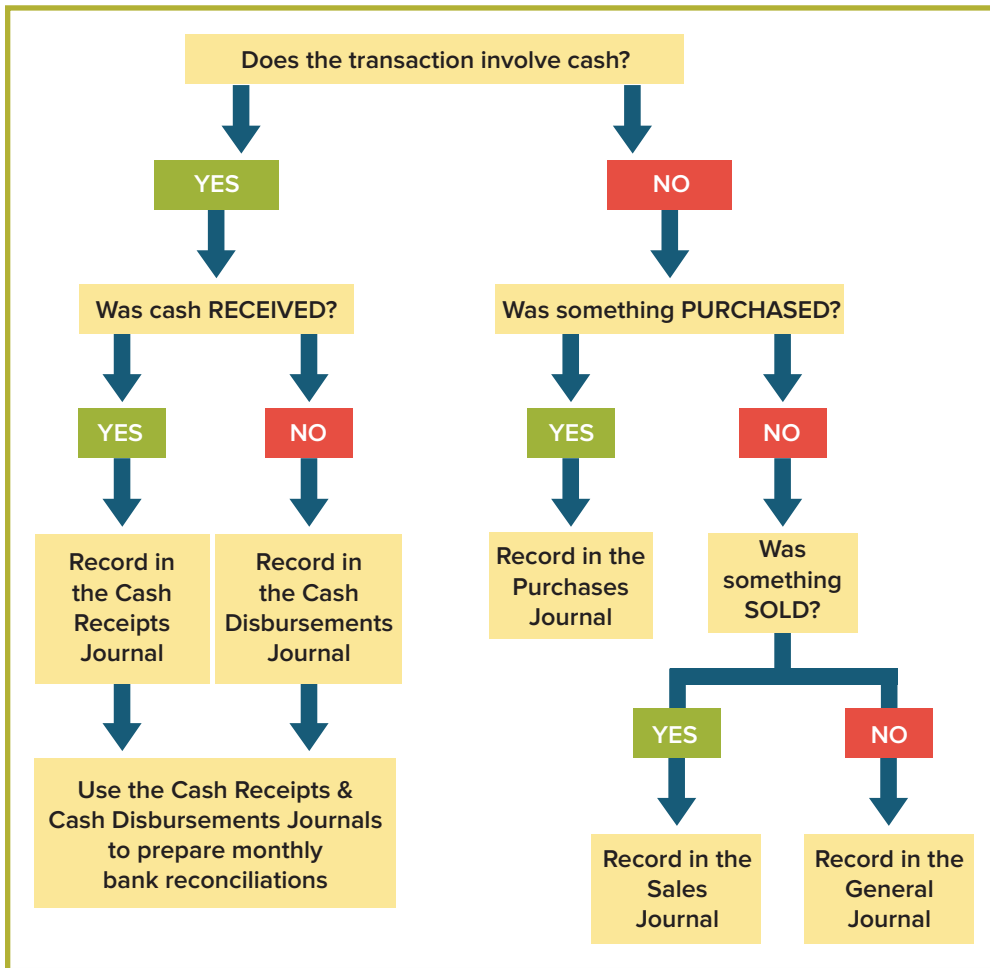 Does the transaction involve cash?
YES
NO
Was cash RECEIVED?
Was something PURCHASED?
YES
NO
YES
NO
Record in
the Cash
Receipts
Journal
Record in
the Cash
Disbursements
Journal
Record in the
Purchases
Journal
Was
something
SOLD?
YES
NO
Use the Cash Receipts &
Cash Disbursements Journals
to prepare monthly
bank reconciliations
Record in the
Sales
Journal
Record in the
General
Journal